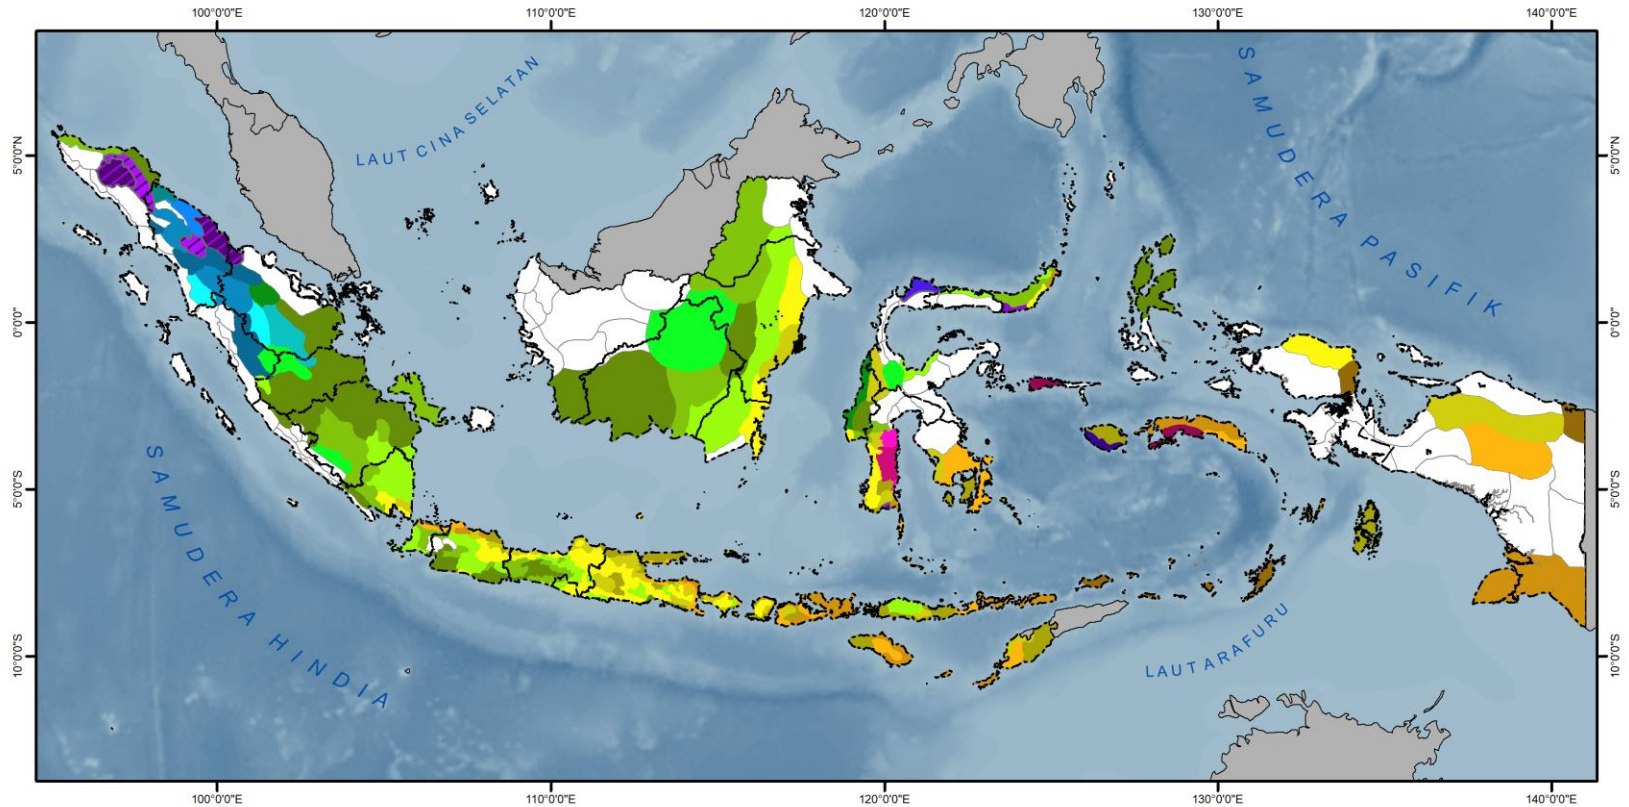 100°0'0"E 110°0'0"E 120°0'0"E 130°0'0"E 140°0'0"E
LAUT CINA SELATAN
SAMUDERA PASIFIK
5°0'0"N 5°0'0"N
0°0'0" 0°0'0"
5°0'0"S 5°0'0"S
SAMUDERA HINDIA
LAUT ARAFURU
10°0'0"S 10°0'0"S
100°0'0"E 110°0'0"E 120°0'0"E 130°0'0"E 140°0'0"E